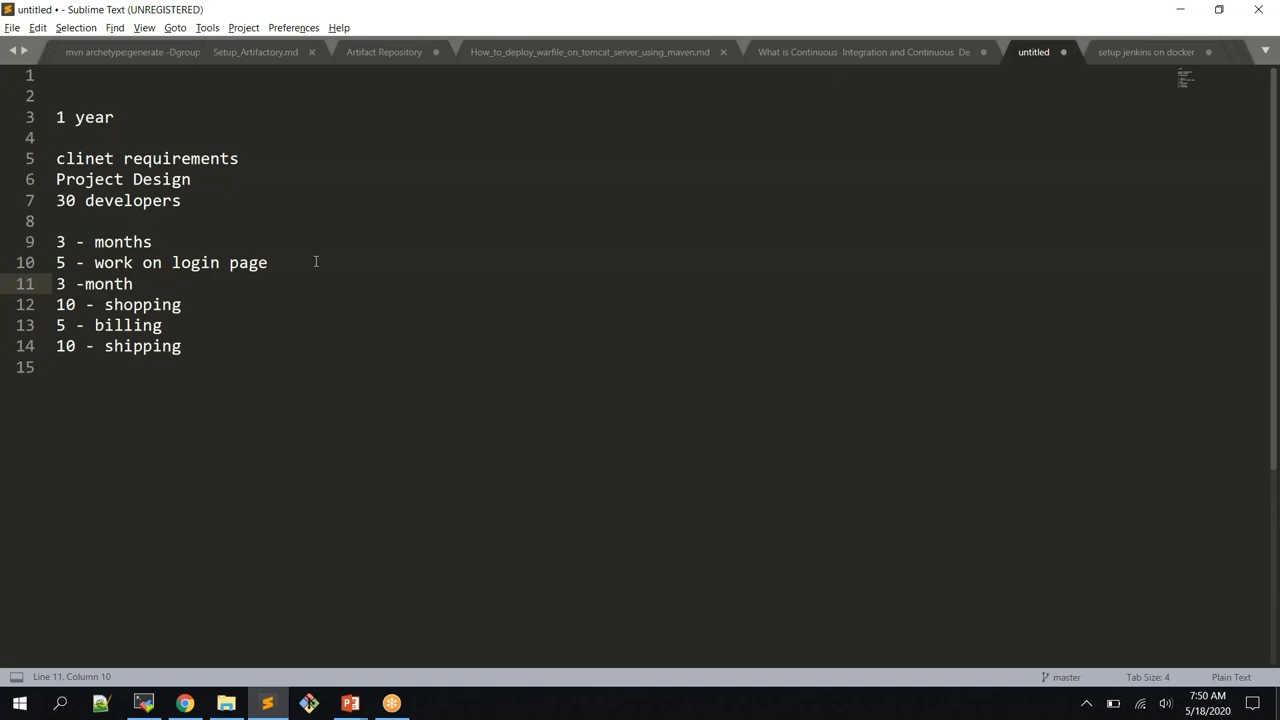 untitled • - Sublime Text (UNREGISTERED)
File Edit Selection Find View Goto Tools Project Preferences Help
mvn archetype:generate -Dgroup Setup_Artifactory.md Artifact Repository How_to_deploy_warfile_on_tomcat_server_using_maven.md What is Continuous Integration and Continuous De untitled setup jenkins on docker
1
2
3 1 year
4
5 clinet requirements
6 Project Design
7 30 developers
8
9 3 - months
10 5 - work on login page
11 3 -month
12 10 - shopping
13 5 - billing
14 10 - shipping
15
Line 11, Column 10 master Tab Size: 4 Plain Text
7:50 AM
5/18/2020